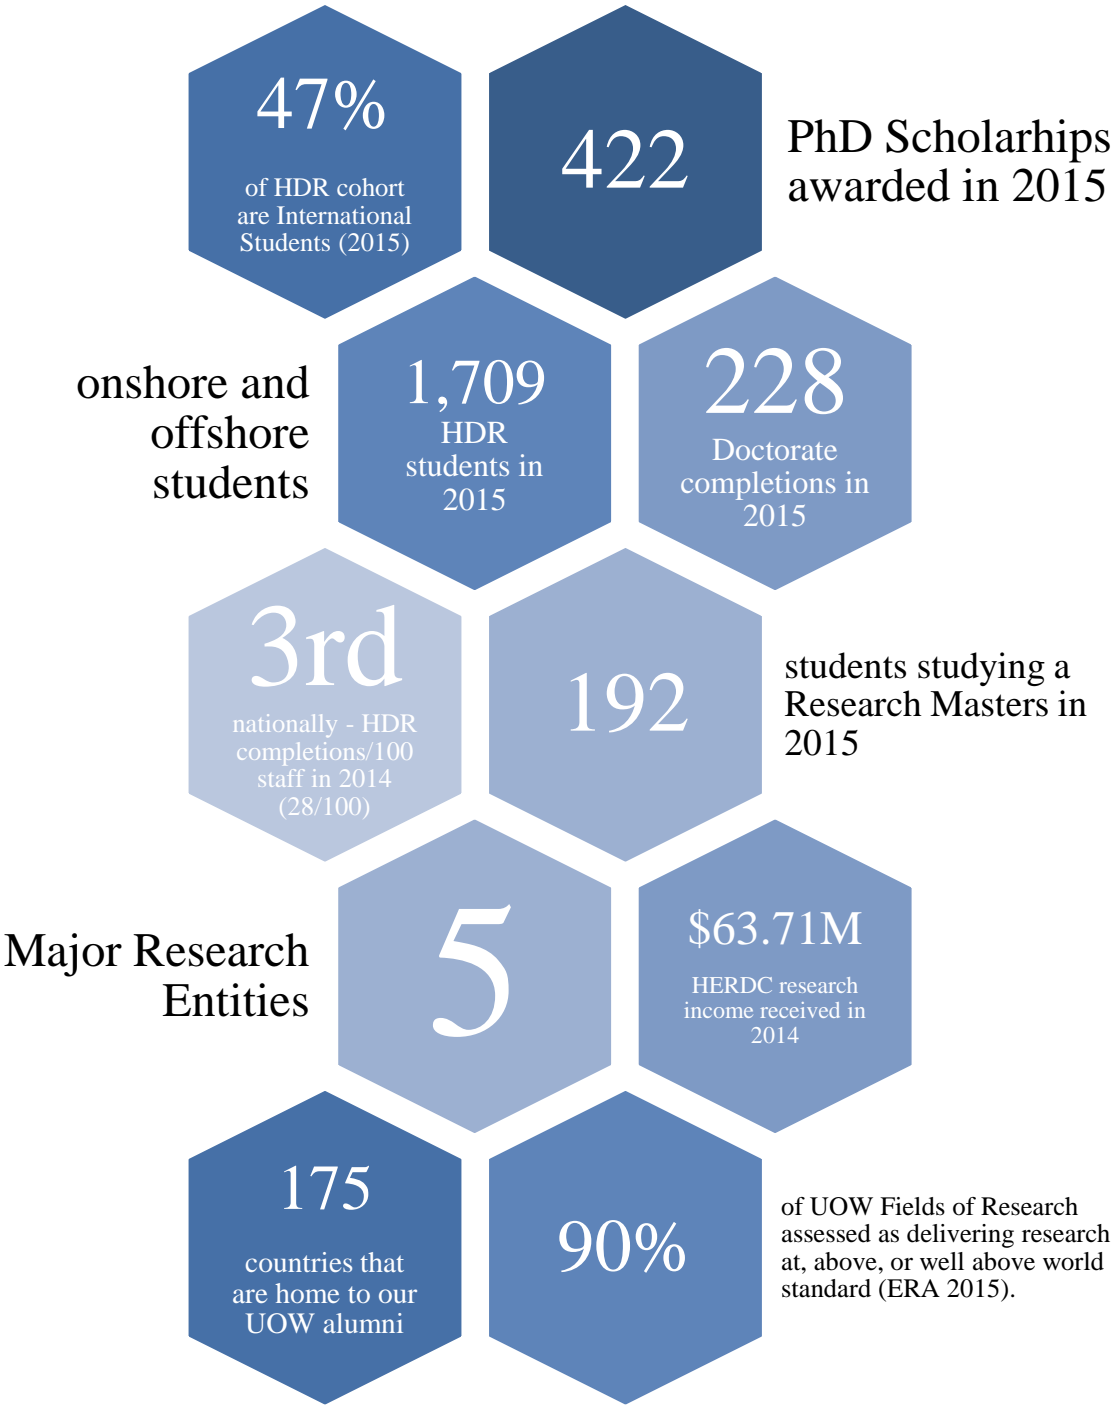 47%
of HDR cohort
are International
Students (2015)
422
PhD Scholarhips
awarded in 2015
onshore and
offshore
students
1,709
HDR
students in
2015
228
Doctorate
completions in
2015
3rd
nationally - HDR
completions/100
staff in 2014
(28/100)
192
students studying a
Research Masters in
2015
Major Research
Entities
5
$63.71M
HERDC research
income received in
2014
175
countries that
are home to our
UOW alumni
90%
of UOW Fields of Research
assessed as delivering research
at, above, or well above world
standard (ERA 2015).